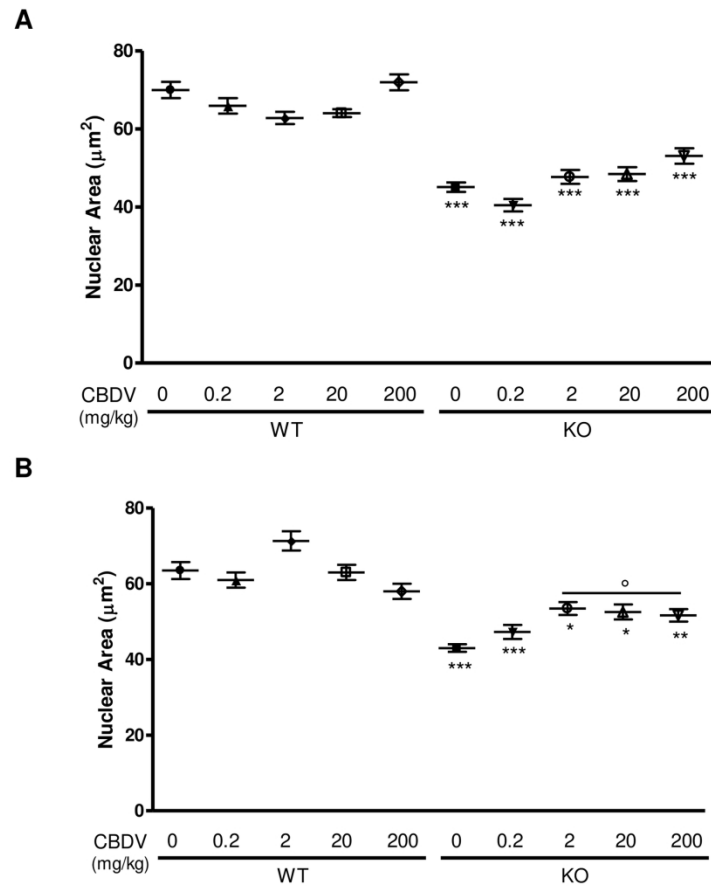 A
Nuclear Area (μm²)
80
60
40
20
0
*** *** *** *** ***
CBDV 0 0.2 2 20 200 0 0.2 2 20 200
(mg/kg)
WT KO
B
Nuclear Area (μm²)
80
60
40
20
0
°
*** *** * * **
CBDV 0 0.2 2 20 200 0 0.2 2 20 200
(mg/kg)
WT KO